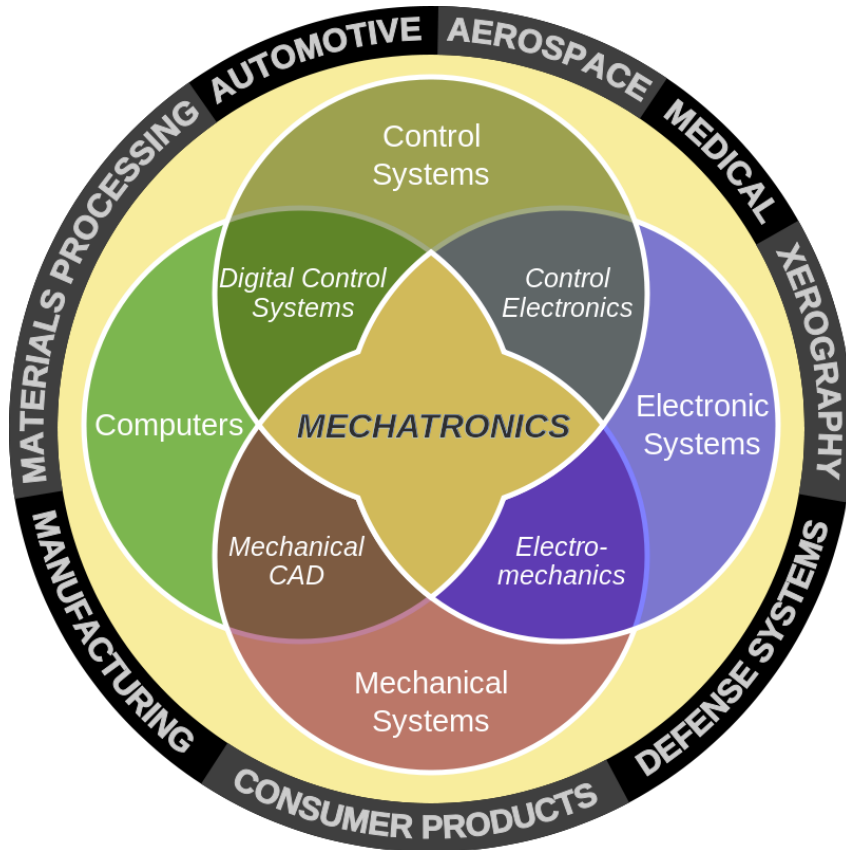 AUTOMOTIVE
AEROSPACE
MEDICAL
XEROGRAPHY
DEFENSE SYSTEMS
CONSUMER PRODUCTS
MANUFACTURING
MATERIALS PROCESSING
Control
Systems
Digital Control
Systems
Control
Electronics
Computers
MECHATRONICS
Electronic
Systems
Mechanical
CAD
Electro-
mechanics
Mechanical
Systems